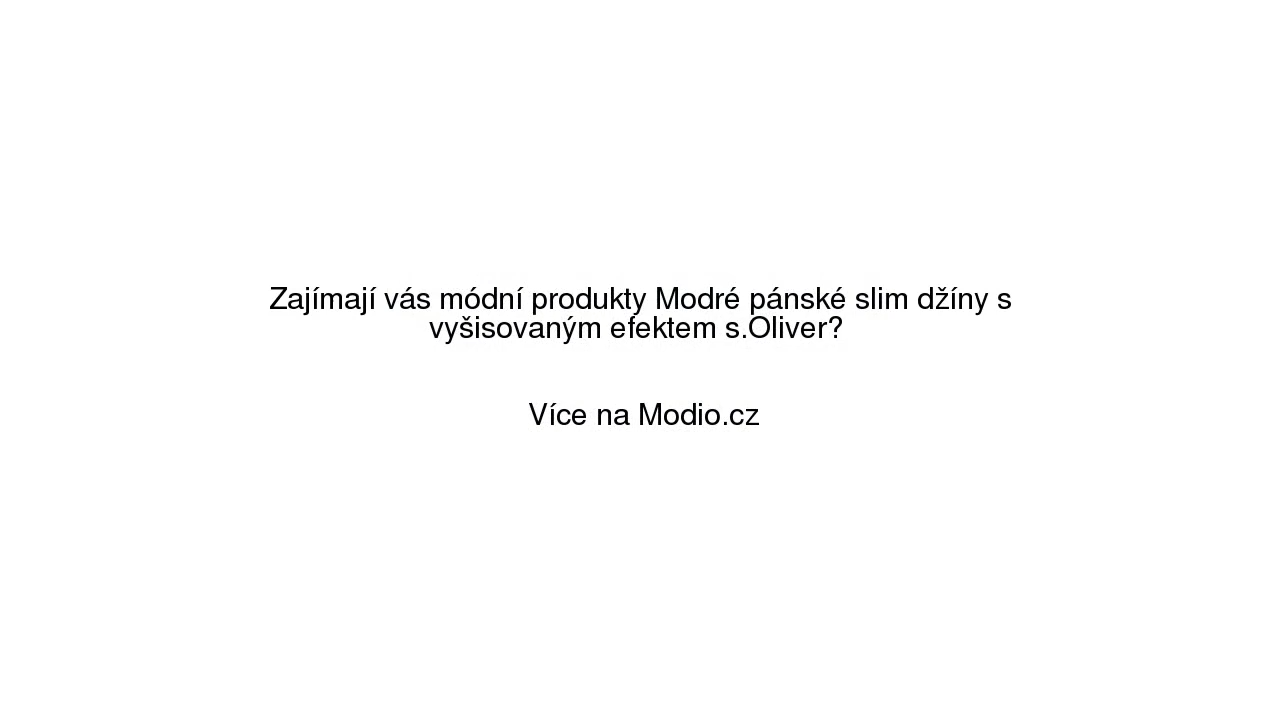 Zajímají vás módní produkty Modré pánské slim džíny s
vyšisovaným efektem s.Oliver?
Více na Modio.cz